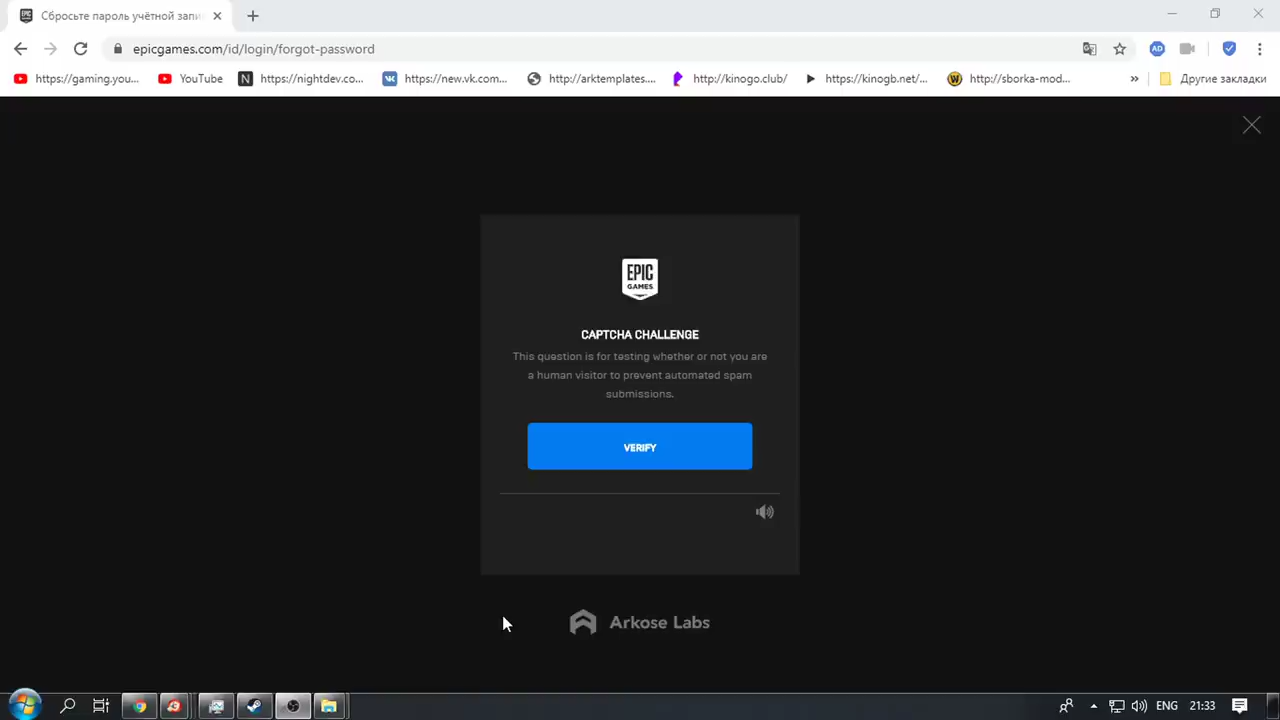 Сбросьте пароль учётной запи
epicgames.com/id/login/forgot-password
https://gaming.you...
YouTube
https://nightdev.co...
https://new.vk.com...
http://arktemplates....
http://kinogo.club/
https://kinogb.net/...
http://sborka-mod...
»
Другие закладки
EPIC
GAMES
CAPTCHA CHALLENGE
This question is for testing whether or not you are
a human visitor to prevent automated spam
submissions.
VERIFY
Arkose Labs
ENG
21:33